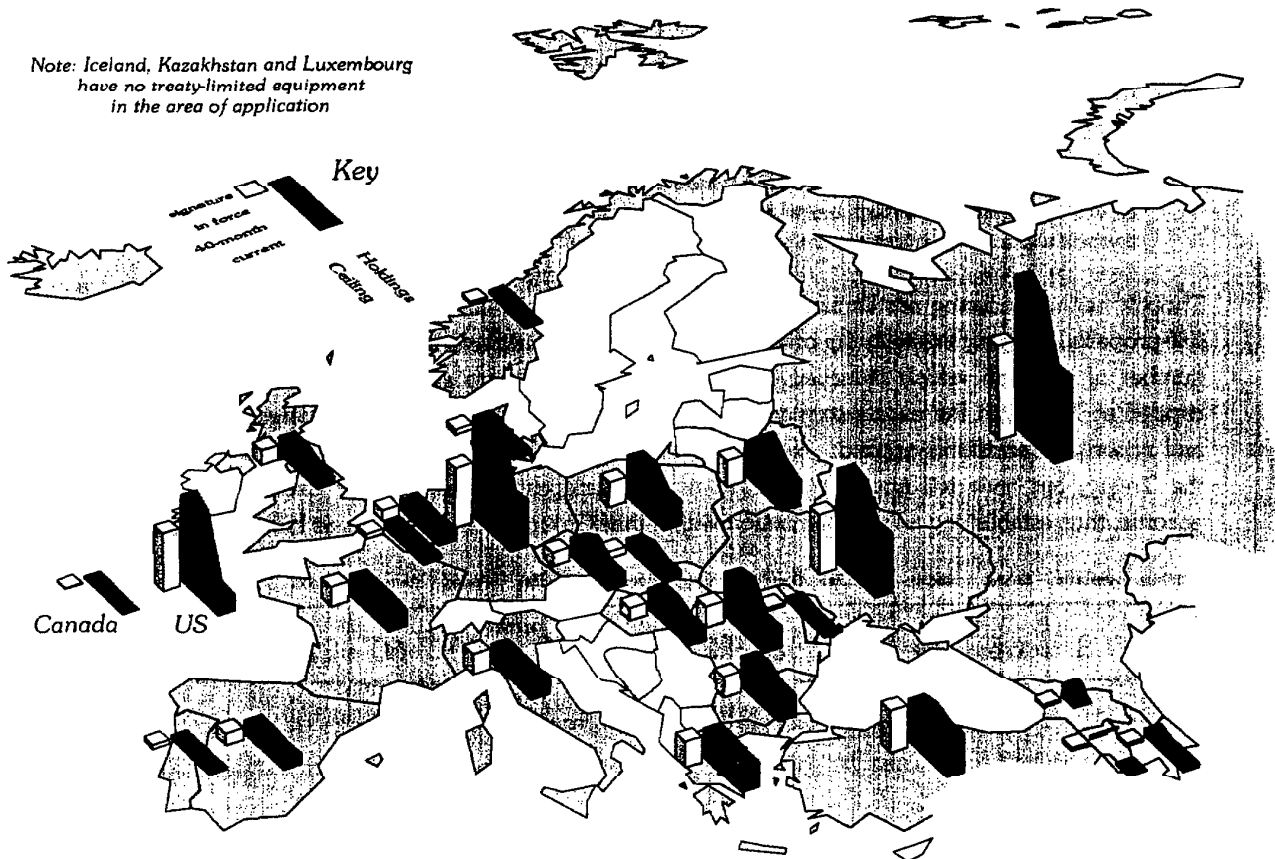 Note: Iceland, Kazakhstan and Luxembourg
have no treaty-limited equipment
in the area of application
Key
signature
in force
40-month
current
Holdings
Ceiling
Canada
US